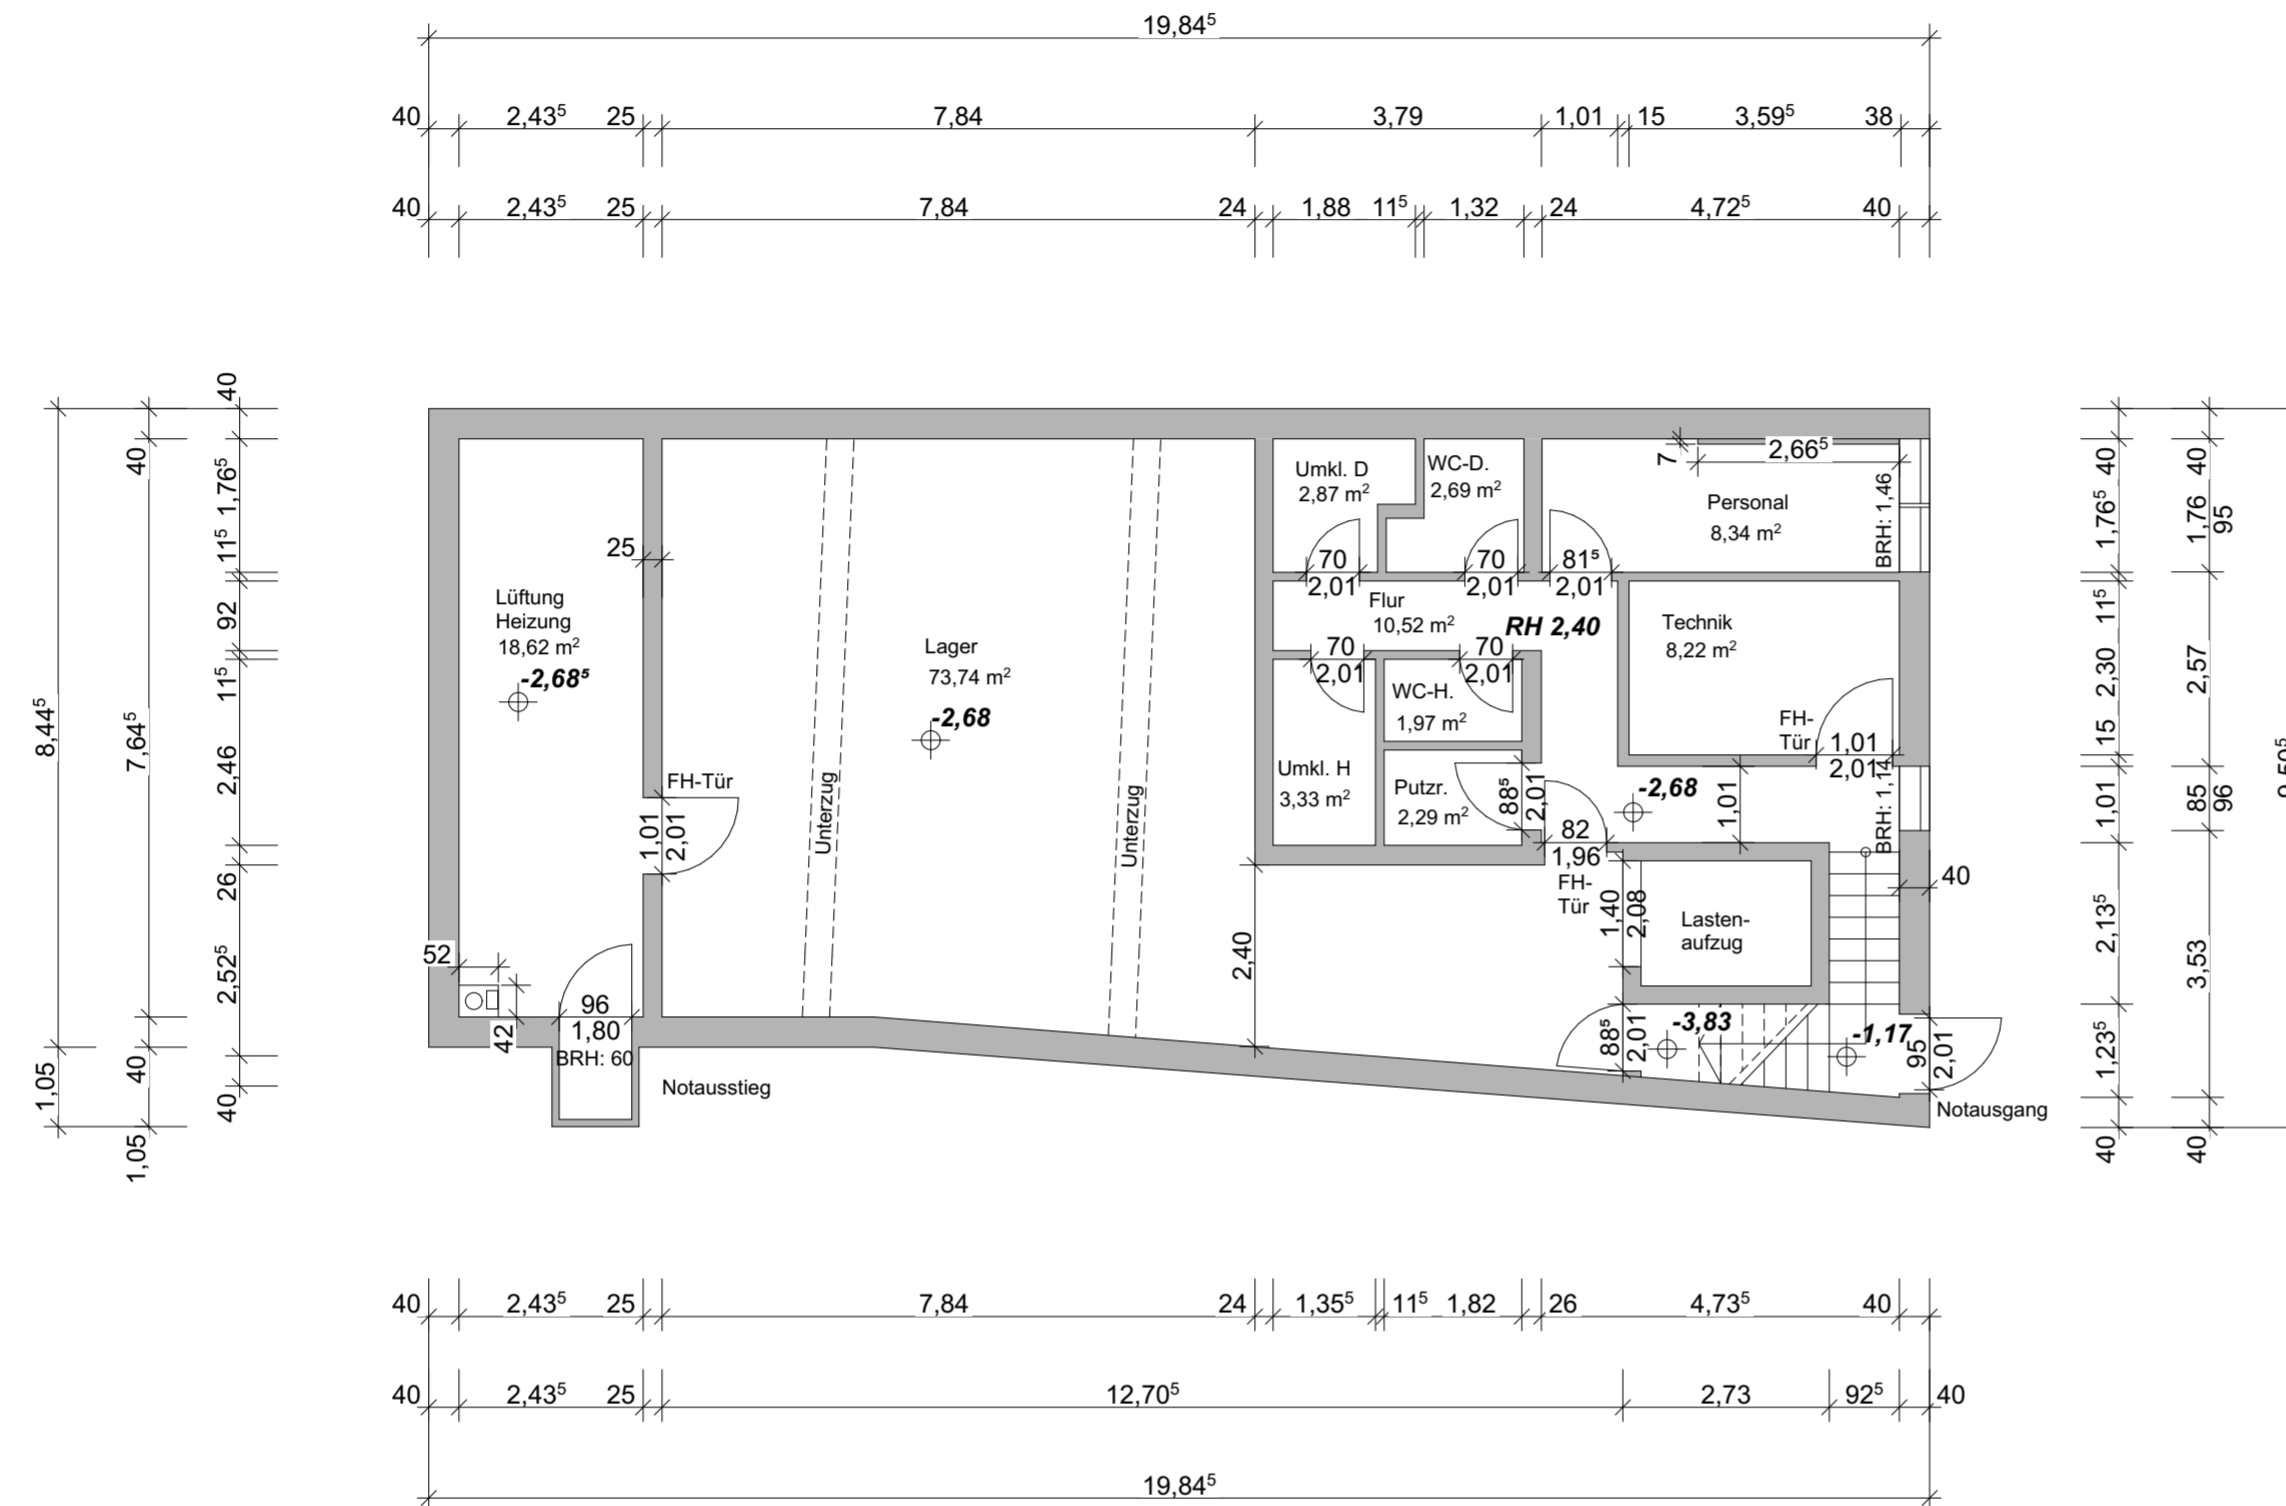 19,84⁵
40 2,43⁵ 25 7,84 3,79 1,01 15 3,59⁵ 38
40 2,43⁵ 25 7,84 24 1,88 11⁵ 1,32 24 4,72⁵ 40
8,44⁵
1,05
40
7,64⁵
40
1,05
40
1,76⁵
11⁵
92
11⁵
2,46
26
2,52⁵
40
Lüftung
Heizung
18,62 m²
-2,68⁵
25
52
42
96
1,80
BRH: 60
Notausstieg
FH-Tür
1,01
2,01
Lager
73,74 m²
-2,68
Unterzug
Unterzug
2,40
Umkl. D
2,87 m²
70
2,01
WC-D.
2,69 m²
70
2,01
81⁵
2,01
7
2,66⁵
Personal
8,34 m²
BRH: 1,46
Flur
10,52 m²
RH 2,40
Technik
8,22 m²
FH-
Tür
1,01
2,01
BRH: 1,14
70
2,01
70
2,01
WC-H.
1,97 m²
Umkl. H
3,33 m²
Putzr.
2,29 m²
88⁵
2,01
82
1,96
FH-
Tür
-2,68
1,01
40
1,40
2,08
Lasten-
aufzug
88⁵
2,01
-3,83
-1,17
95
2,01
Notausgang
40
1,76⁵
11⁵
2,30
15
1,01
2,13⁵
1,23⁵
40
40
1,76
95
2,57
85
96
3,53
40
40 2,43⁵ 25 7,84 24 1,35⁵ 11⁵ 1,82 26 4,73⁵ 40
40 2,43⁵ 25 12,70⁵ 2,73 92⁵ 40
19,84⁵